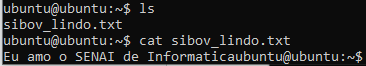 ubuntu@ubuntu:~$ ls
sibov_lindo.txt
ubuntu@ubuntu:~$ cat sibov_lindo.txt
Eu amo o SENAI de Informaticaubuntu@ubuntu:~$